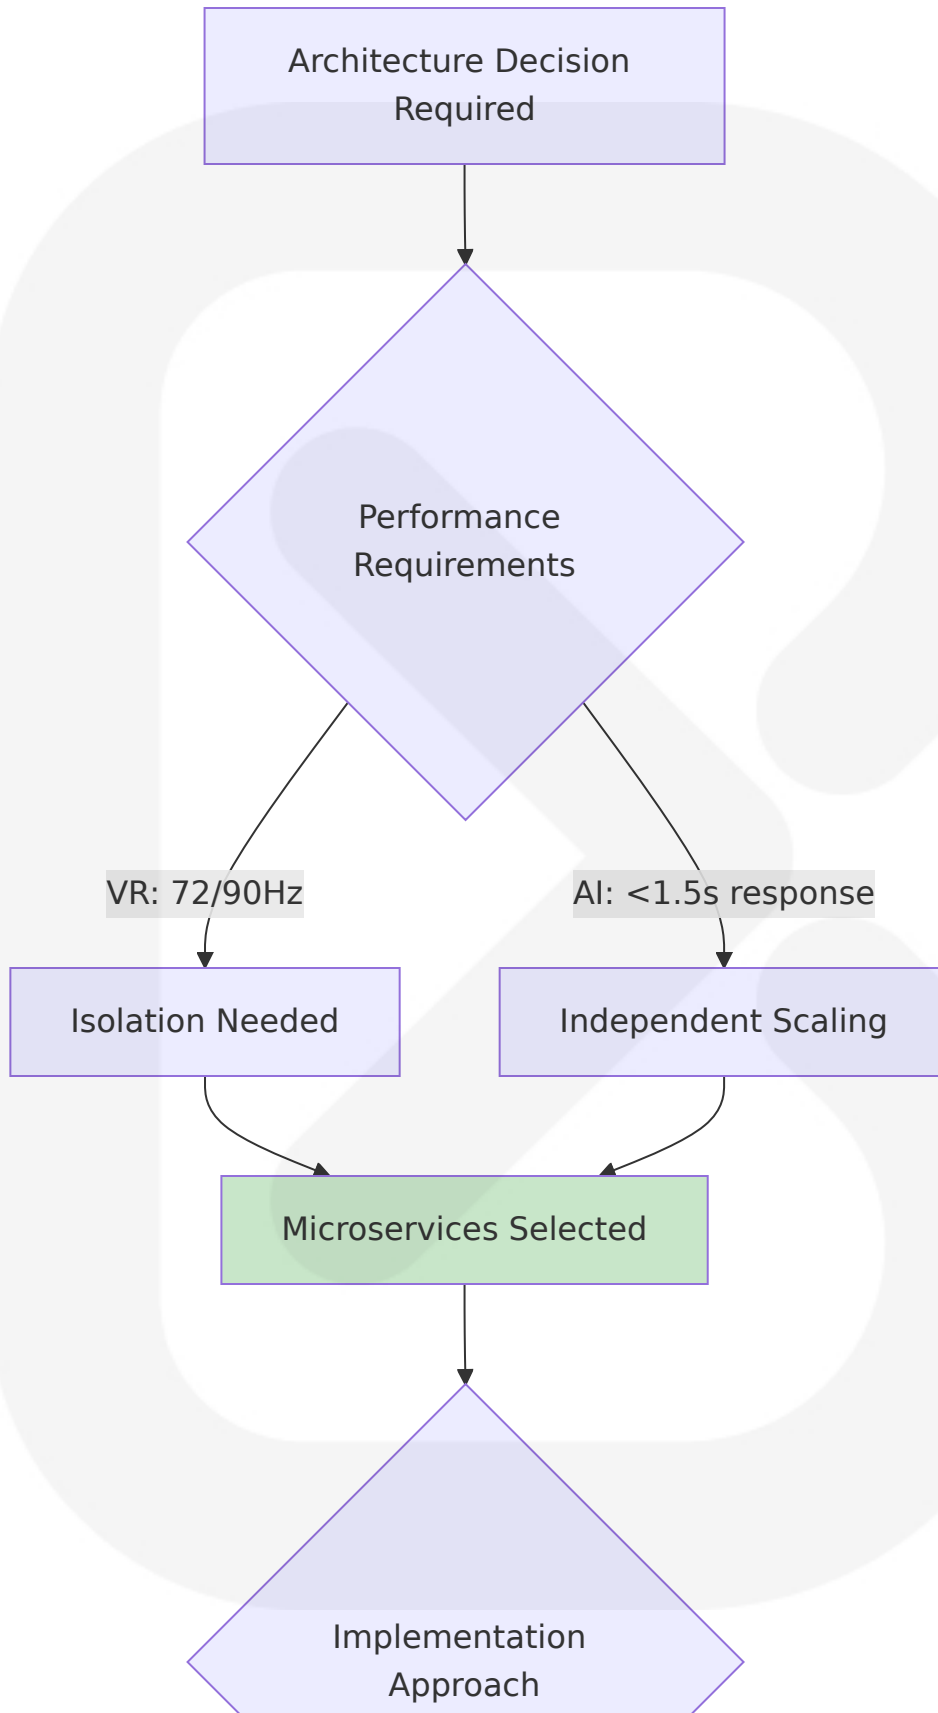 Architecture Decision
Required
Performance
Requirements
VR: 72/90Hz
AI: <1.5s response
Isolation Needed
Independent Scaling
Microservices Selected
Implementation
Approach